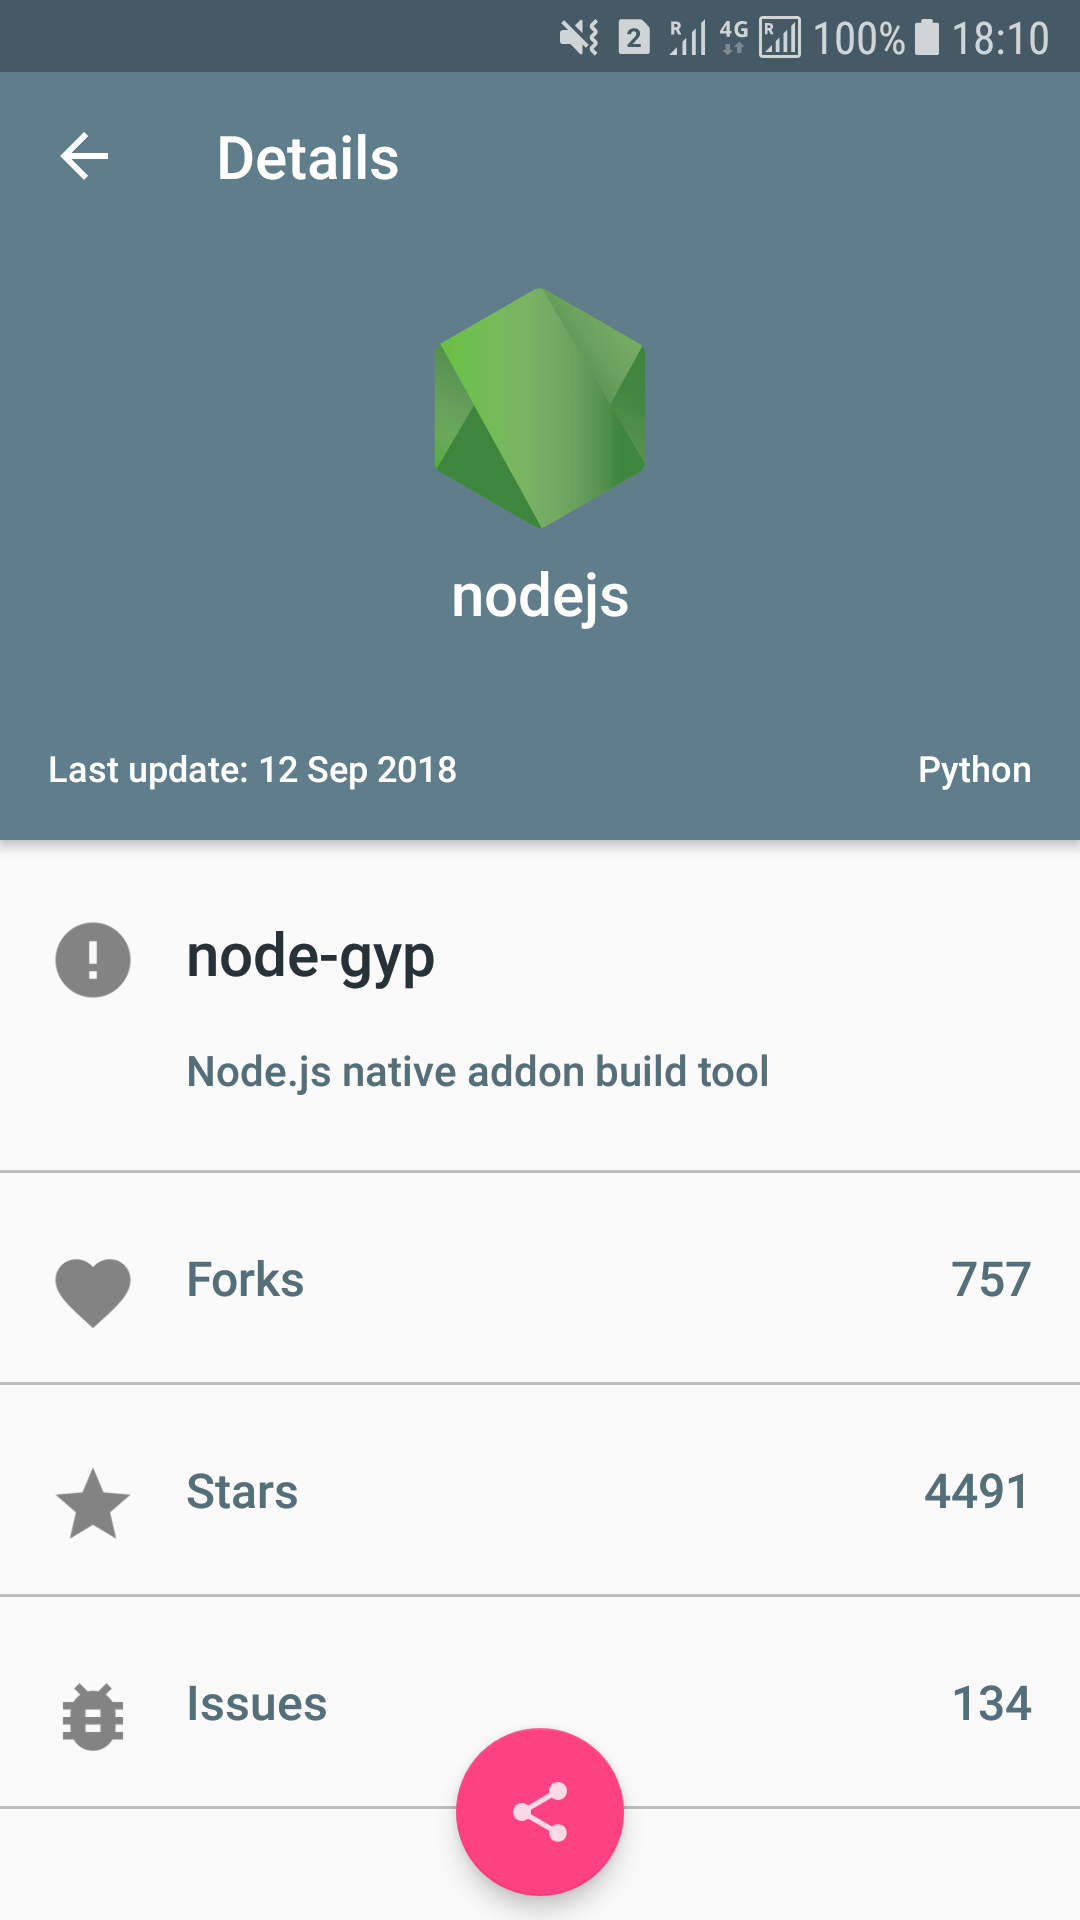 2 R 4G R 100% 18:10
Details
nodejs
Last update: 12 Sep 2018 Python
node-gyp
Node.js native addon build tool
Forks 757
Stars 4491
Issues 134